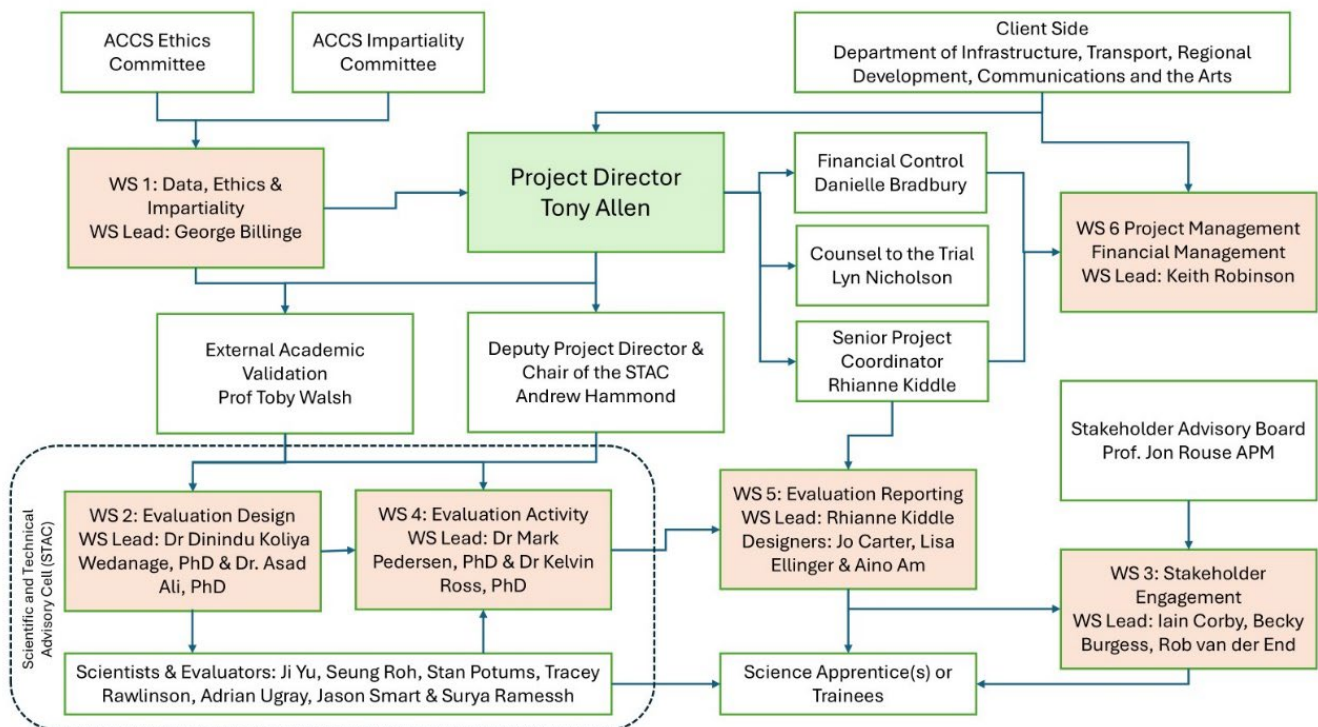 ACCS Ethics
Committee
ACCS Impartiality
Committee
Client Side
Department of Infrastructure, Transport, Regional
Development, Communications and the Arts
WS 1: Data, Ethics &
Impartiality
WS Lead: George Billinge
Project Director
Tony Allen
Financial Control
Danielle Bradbury
Counsel to the Trial
Lyn Nicholson
Senior Project
Coordinator
Rhianne Kiddle
WS 6 Project Management
Financial Management
WS Lead: Keith Robinson
External Academic
Validation
Prof Toby Walsh
Deputy Project Director &
Chair of the STAC
Andrew Hammond
Stakeholder Advisory Board
Prof. Jon Rouse APM
Scientific and Technical
Advisory Cell (STAC)
WS 2: Evaluation Design
WS Lead: Dr Dinindu Koliya
Wedanage, PhD & Dr. Asad
Ali, PhD
WS 4: Evaluation Activity
WS Lead: Dr Mark
Pedersen, PhD & Dr Kelvin
Ross, PhD
WS 5: Evaluation Reporting
WS Lead: Rhianne Kiddle
Designers: Jo Carter, Lisa
Ellinger & Aino Am
WS 3: Stakeholder
Engagement
WS Lead: Iain Corby, Becky
Burgess, Rob van der End
Scientists & Evaluators: Ji Yu, Seung Roh, Stan Potums, Tracey
Rawlinson, Adrian Ugray, Jason Smart & Surya Ramessh
Science Apprentice(s) or
Trainees